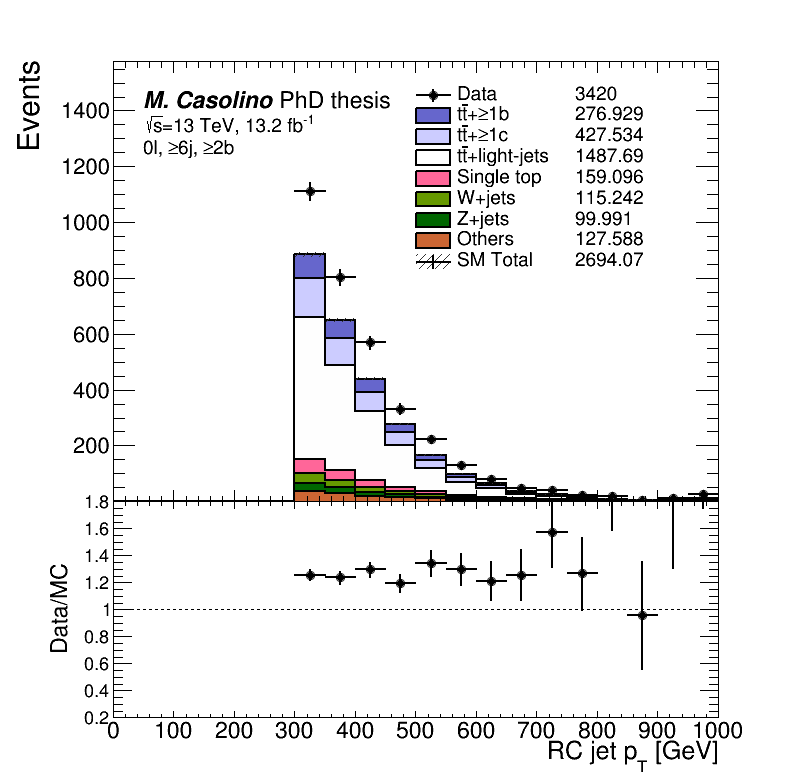 Events
M. Casolino PhD thesis
√s=13 TeV, 13.2 fb⁻¹
0l, ≥6j, ≥2b
Data 3420
tt̄+≥1b 276.929
tt̄+≥1c 427.534
tt̄+light-jets 1487.69
Single top 159.096
W+jets 115.242
Z+jets 99.991
Others 127.588
SM Total 2694.07
1400
1200
1000
800
600
400
200
Data/MC
1.8
1.6
1.4
1.2
1
0.8
0.6
0.4
0.2
0 100 200 300 400 500 600 700 800 900 1000
RC jet p_T [GeV]